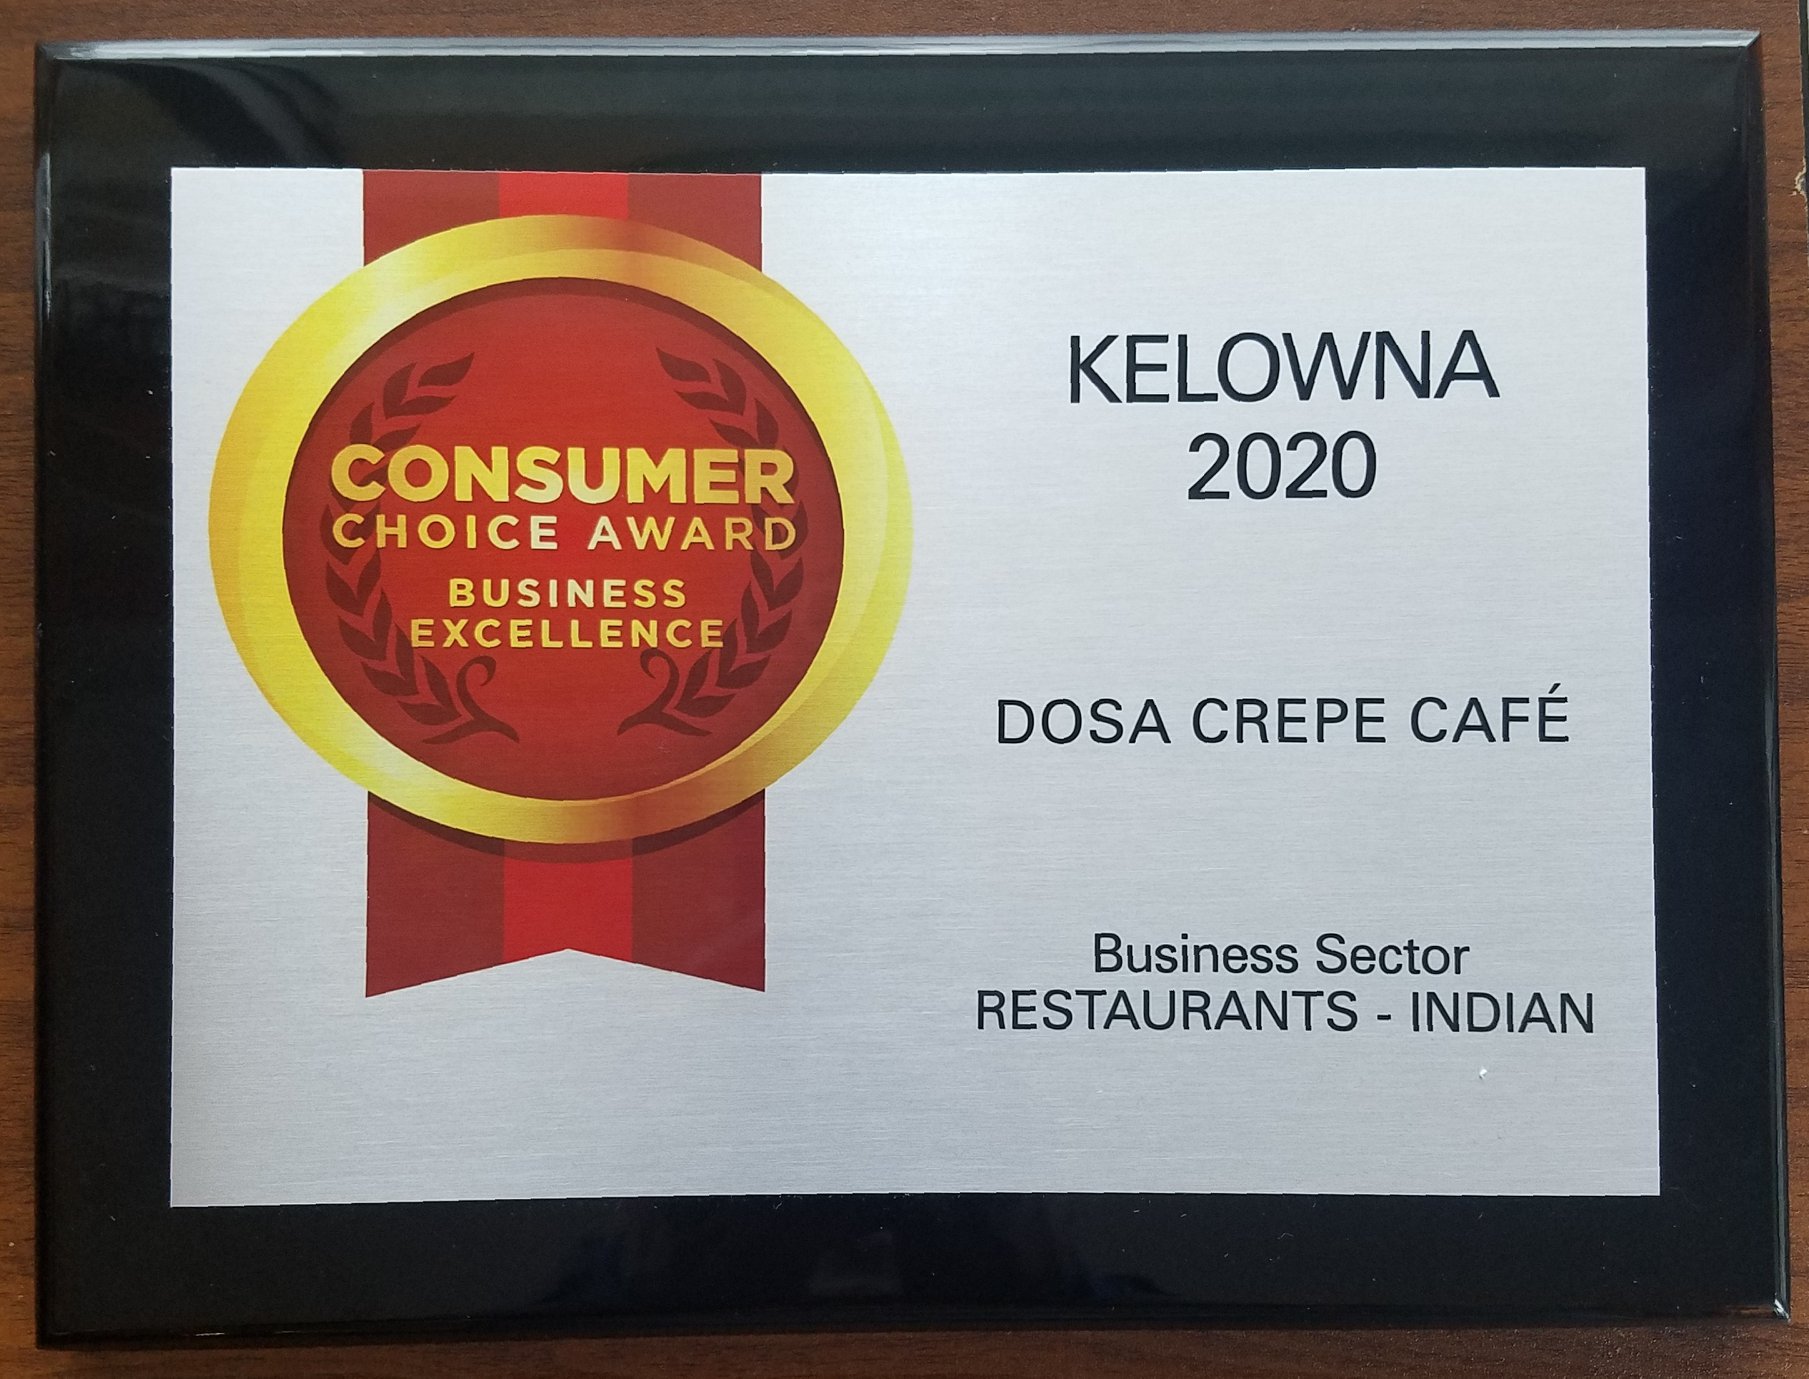 CONSUMER
CHOICE AWARD
BUSINESS
EXCELLENCE
KELOWNA
2020
DOSA CREPE CAFÉ
Business Sector
RESTAURANTS - INDIAN